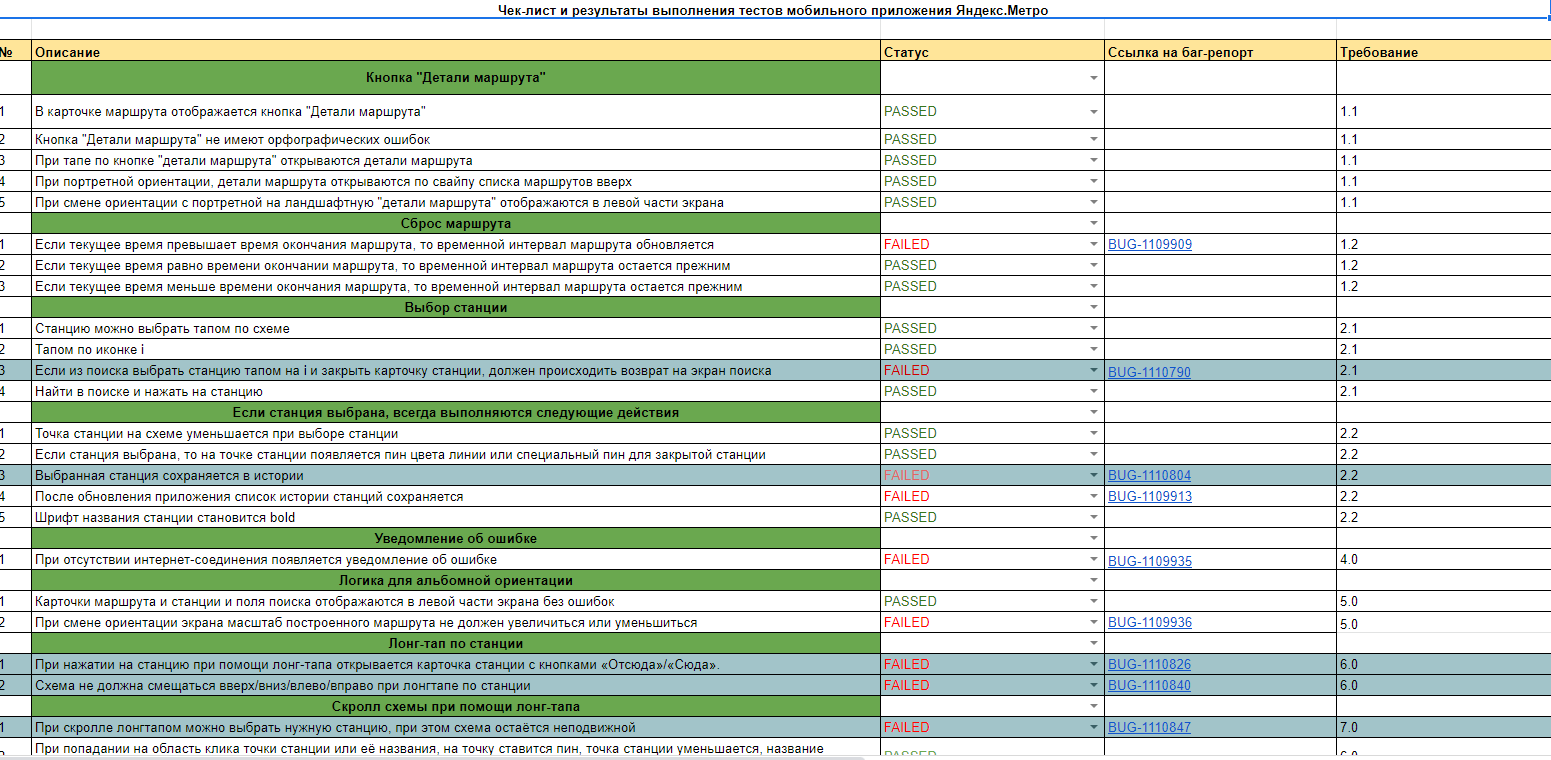 Чек-лист и результаты выполнения тестов мобильного приложения Яндекс.Метро
№ Описание Статус Ссылка на баг-репорт Требование
Кнопка "Детали маршрута"
1 В карточке маршрута отображается кнопка "Детали маршрута" PASSED 1.1
2 Кнопка "Детали маршрута" не имеют орфографических ошибок PASSED 1.1
3 При тапе по кнопке "детали маршрута" открываются детали маршрута PASSED 1.1
4 При портретной ориентации, детали маршрута открываются по свайпу списка маршрутов вверх PASSED 1.1
5 При смене ориентации с портретной на ландшафтную "детали маршрута" отображаются в левой части экрана PASSED 1.1
Сброс маршрута
1 Если текущее время превышает время окончания маршрута, то временной интервал маршрута обновляется FAILED BUG-1109909 1.2
2 Если текущее время равно времени окончании маршрута, то временной интервал маршрута остается прежним PASSED 1.2
3 Если текущее время меньше времени окончания маршрута, то временной интервал маршрута остается прежним PASSED 1.2
Выбор станции
1 Станцию можно выбрать тапом по схеме PASSED 2.1
2 Тапом по иконке i PASSED 2.1
3 Если из поиска выбрать станцию тапом на i и закрыть карточку станции, должен происходить возврат на экран поиска FAILED BUG-1110790 2.1
4 Найти в поиске и нажать на станцию PASSED 2.1
Если станция выбрана, всегда выполняются следующие действия
1 Точка станции на схеме уменьшается при выборе станции PASSED 2.2
2 Если станция выбрана, то на точке станции появляется пин цвета линии или специальный пин для закрытой станции PASSED 2.2
3 Выбранная станция сохраняется в истории FAILED BUG-1110804 2.2
4 После обновления приложения список истории станций сохраняется FAILED BUG-1109913 2.2
5 Шрифт названия станции становится bold PASSED 2.2
Уведомление об ошибке
1 При отсутствии интернет-соединения появляется уведомление об ошибке FAILED BUG-1109935 4.0
Логика для альбомной ориентации
1 Карточки маршрута и станции и поля поиска отображаются в левой части экрана без ошибок PASSED 5.0
2 При смене ориентации экрана масштаб построенного маршрута не должен увеличиться или уменьшиться FAILED BUG-1109936 5.0
Лонг-тап по станции
1 При нажатии на станцию при помощи лонг-тапа открывается карточка станции с кнопками «Отсюда»/«Сюда». FAILED BUG-1110826 6.0
2 Схема не должна смещаться вверх/вниз/влево/вправо при лонгтапе по станции FAILED BUG-1110840 6.0
Скролл схемы при помощи лонг-тапа
1 При скролле лонгтапом можно выбрать нужную станцию, при этом схема остаётся неподвижной FAILED BUG-1110847 7.0
При попадании на область клика точки станции или её названия, на точку ставится пин, точка станции уменьшается, название PASSED